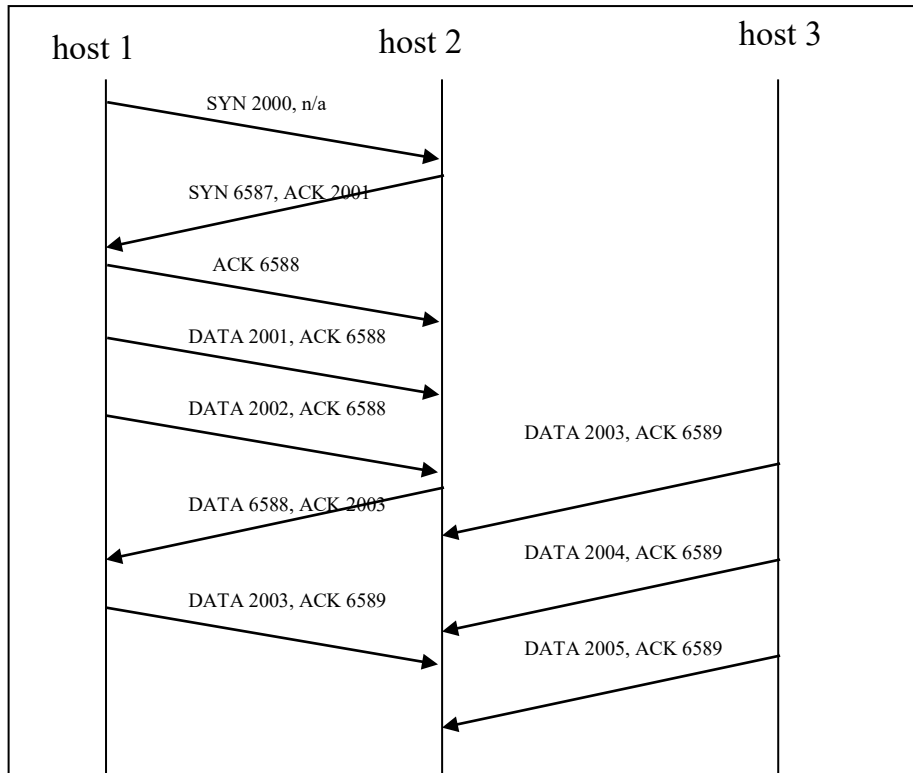 host 1
host 2
host 3
SYN 2000, n/a
SYN 6587, ACK 2001
ACK 6588
DATA 2001, ACK 6588
DATA 2002, ACK 6588
DATA 2003, ACK 6589
DATA 6588, ACK 2003
DATA 2004, ACK 6589
DATA 2003, ACK 6589
DATA 2005, ACK 6589